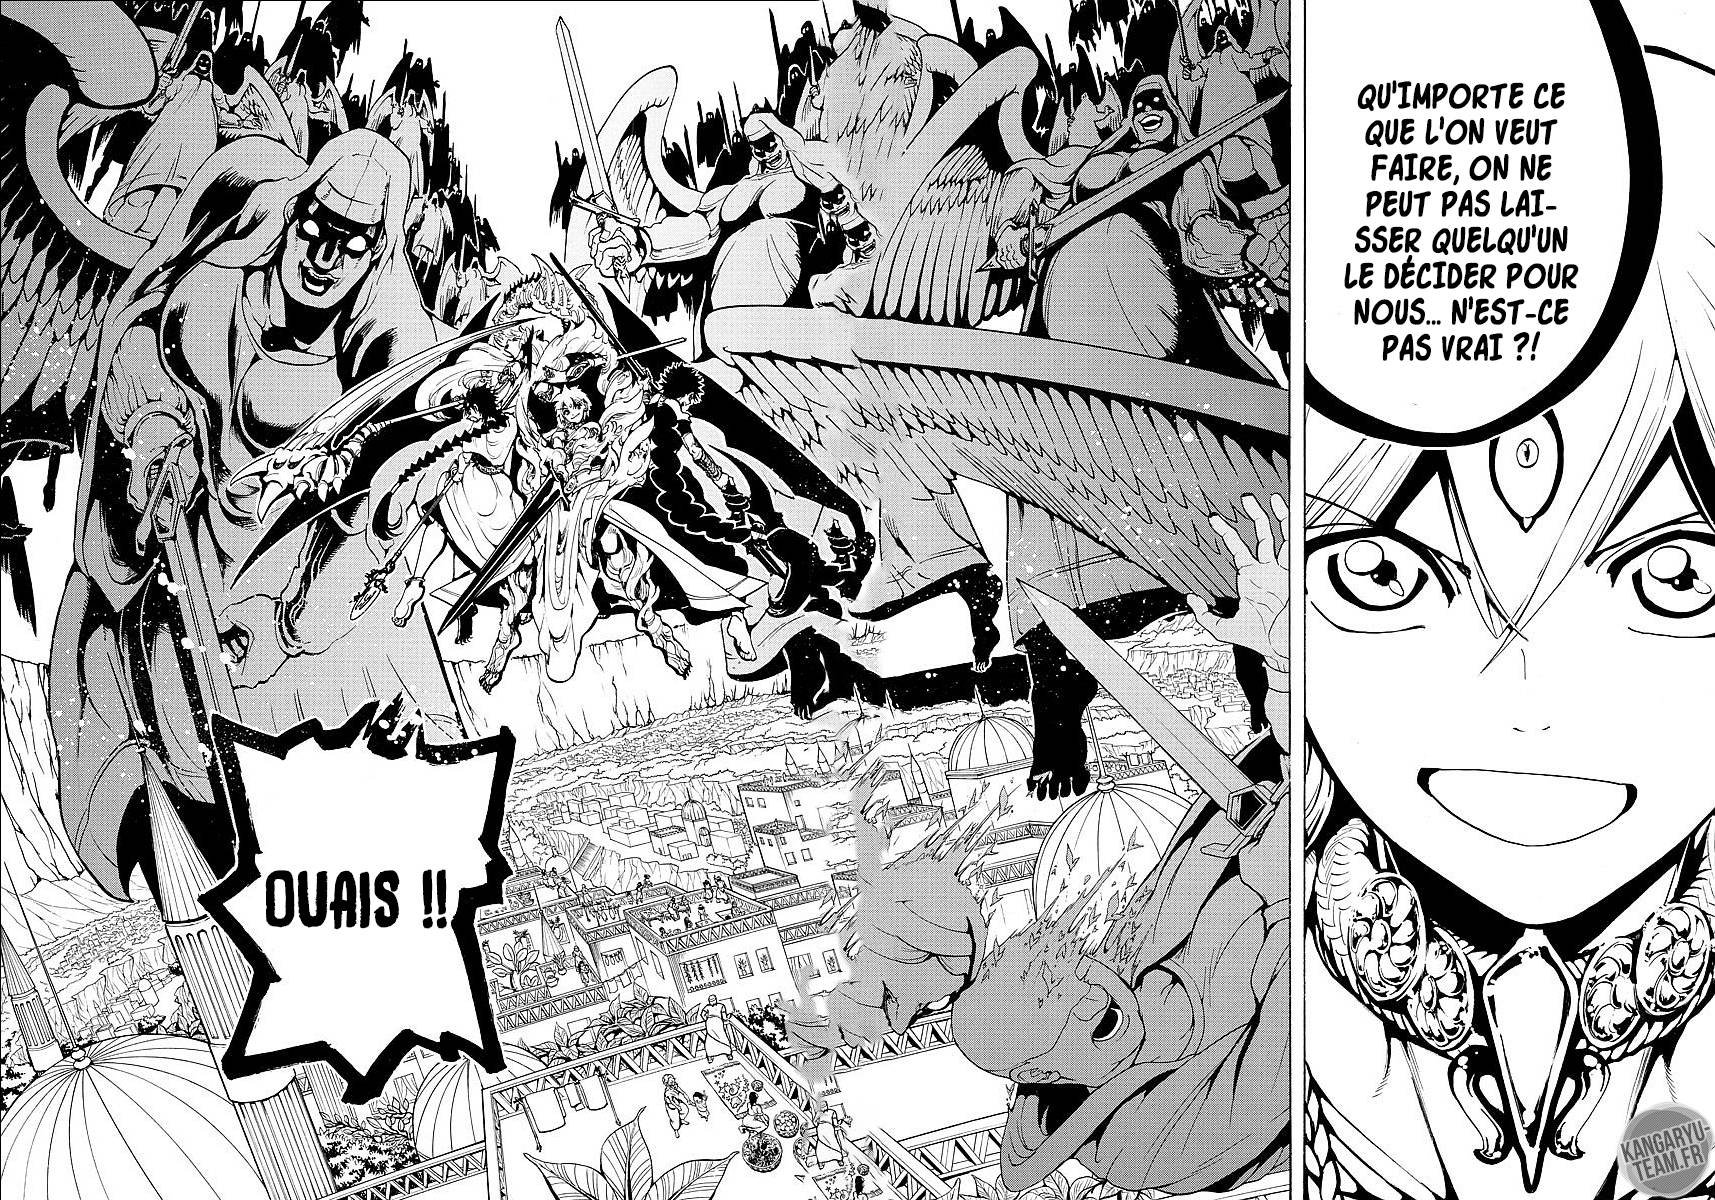 QU'IMPORTE CE
QUE L'ON VEUT
FAIRE, ON NE
PEUT PAS LAI-
SSER QUELQU'UN
LE DÉCIDER POUR
NOUS... N'EST-CE
PAS VRAI ?!
OUAIS !!
KANGARYU-
TEAM.FR